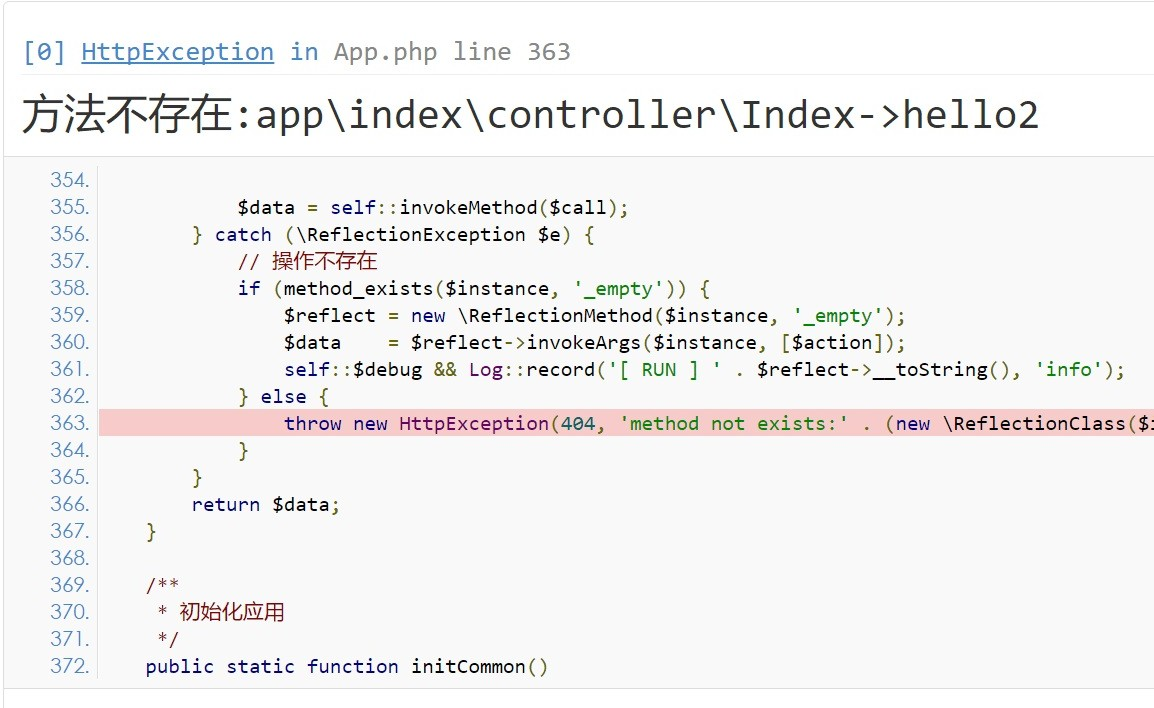 [0] HttpException in App.php line 363
方法不存在:app\index\controller\Index->hello2
354.
355. $data = self::invokeMethod($call);
356. } catch (\ReflectionException $e) {
357. // 操作不存在
358. if (method_exists($instance, '_empty')) {
359. $reflect = new \ReflectionMethod($instance, '_empty');
360. $data    = $reflect->invokeArgs($instance, [$action]);
361. self::$debug && Log::record('[ RUN ] ' . $reflect->__toString(), 'info');
362. } else {
363. throw new HttpException(404, 'method not exists:' . (new \ReflectionClass($i
364. }
365. }
366. return $data;
367. }
368.
369. /**
370. * 初始化应用
371. */
372. public static function initCommon()